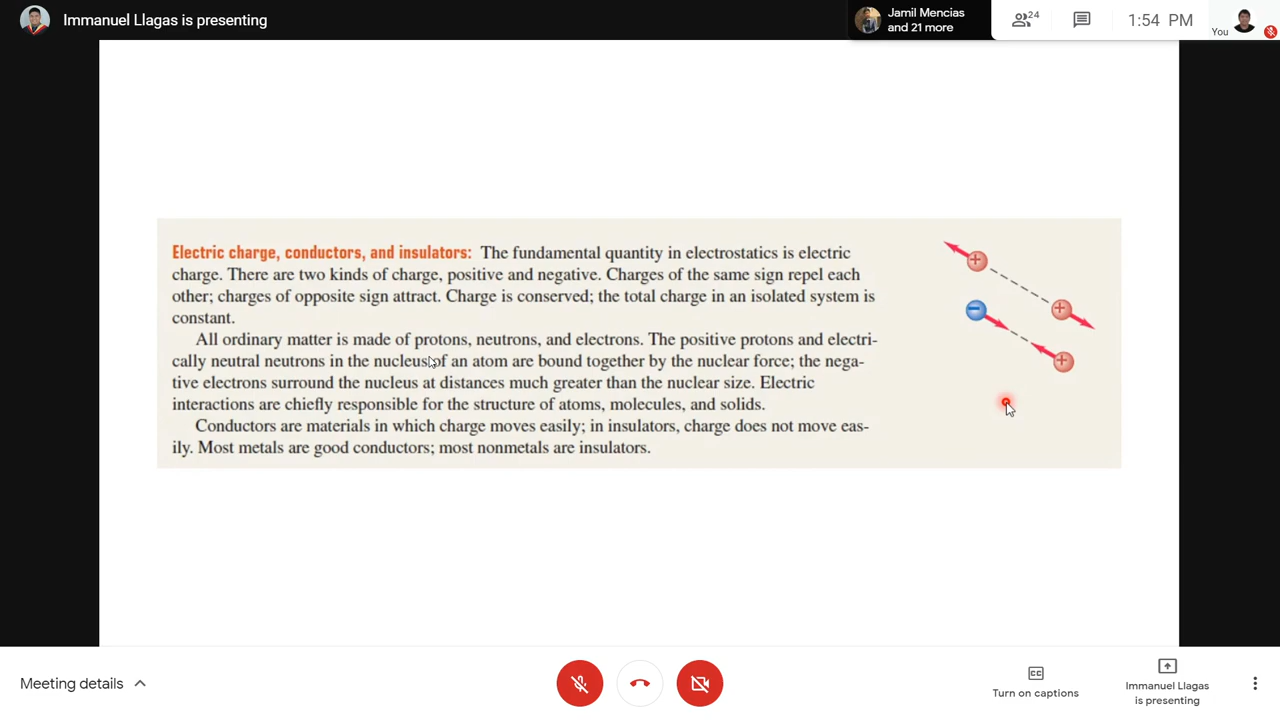 Immanuel Llagas is presenting
Jamil Mencias
and 21 more
24
1:54 PM
You
Electric charge, conductors, and insulators: The fundamental quantity in electrostatics is electric
charge. There are two kinds of charge, positive and negative. Charges of the same sign repel each
other; charges of opposite sign attract. Charge is conserved; the total charge in an isolated system is
constant.
All ordinary matter is made of protons, neutrons, and electrons. The positive protons and electri-
cally neutral neutrons in the nucleus of an atom are bound together by the nuclear force; the nega-
tive electrons surround the nucleus at distances much greater than the nuclear size. Electric
interactions are chiefly responsible for the structure of atoms, molecules, and solids.
Conductors are materials in which charge moves easily; in insulators, charge does not move eas-
ily. Most metals are good conductors; most nonmetals are insulators.
+
+
−
+
Meeting details
CC
Turn on captions
Immanuel Llagas
is presenting